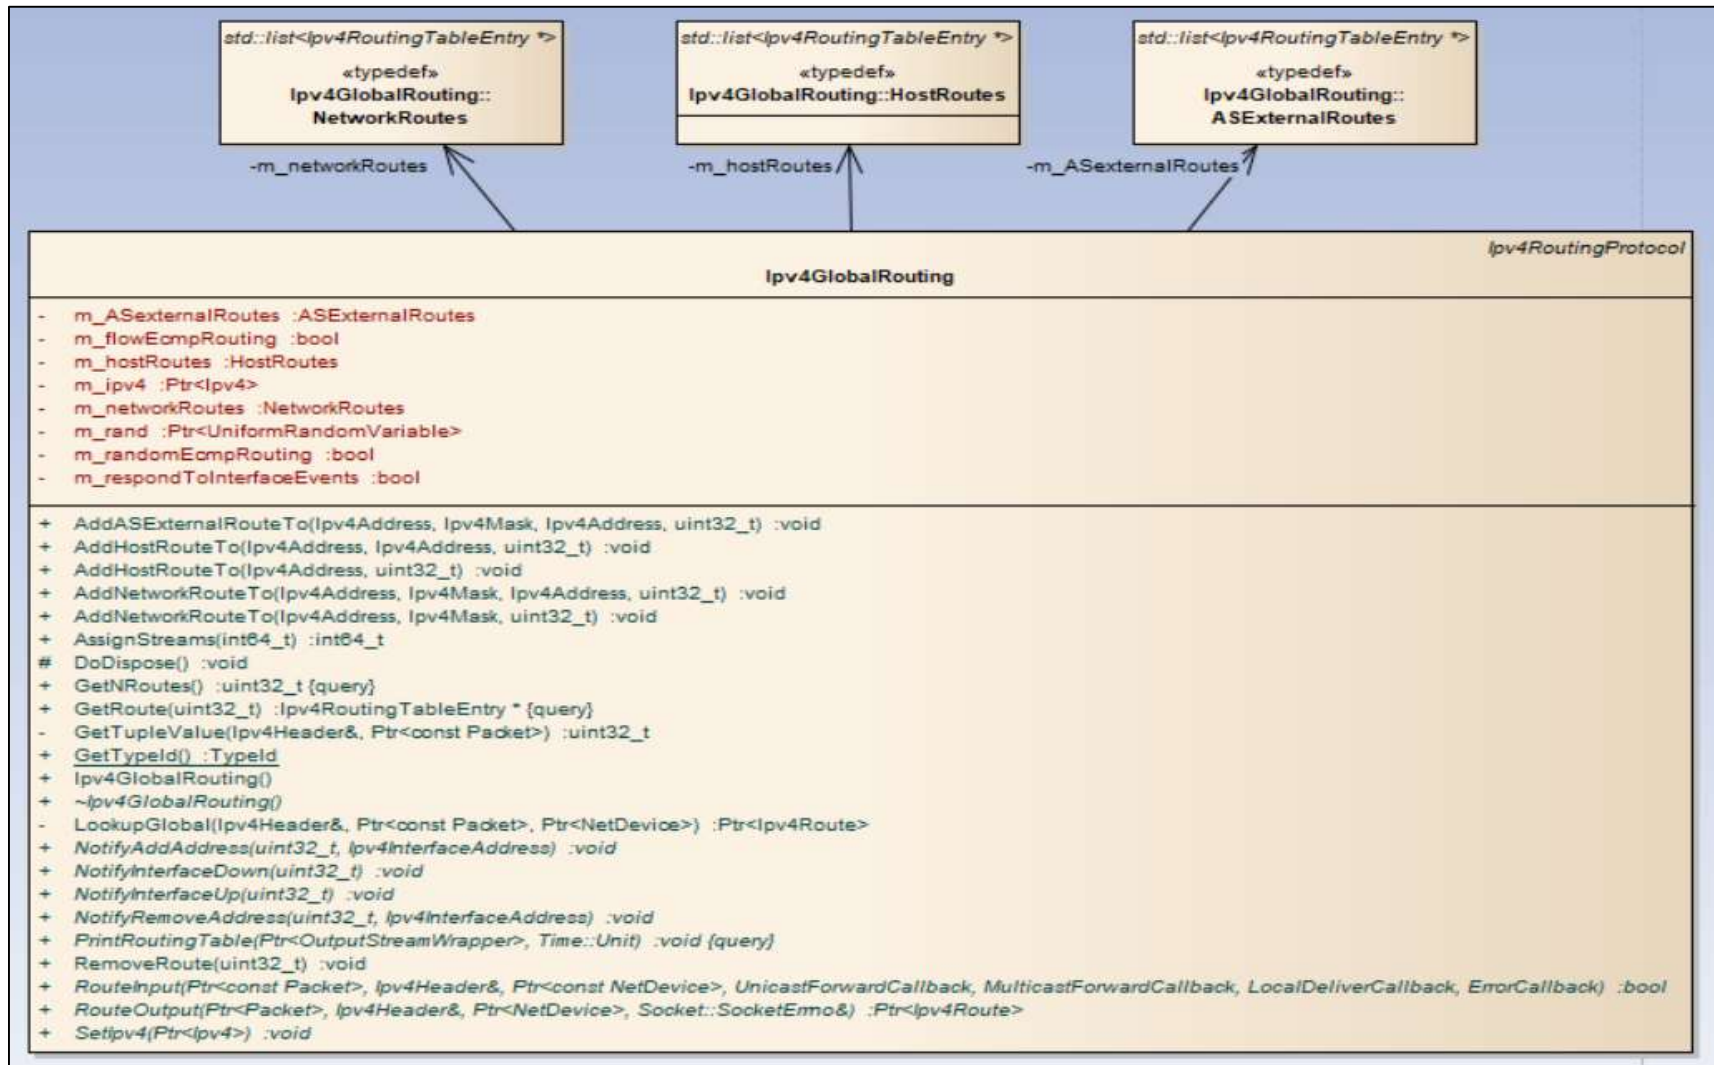 std::list<Ipv4RoutingTableEntry *>
«typedef»
Ipv4GlobalRouting::
NetworkRoutes
std::list<Ipv4RoutingTableEntry *>
«typedef»
Ipv4GlobalRouting::HostRoutes
std::list<Ipv4RoutingTableEntry *>
«typedef»
Ipv4GlobalRouting::
ASExternalRoutes
-m_networkRoutes
-m_hostRoutes
-m_ASexternalRoutes
Ipv4RoutingProtocol
Ipv4GlobalRouting
- m_ASexternalRoutes :ASExternalRoutes
- m_flowEcmpRouting :bool
- m_hostRoutes :HostRoutes
- m_ipv4 :Ptr<Ipv4>
- m_networkRoutes :NetworkRoutes
- m_rand :Ptr<UniformRandomVariable>
- m_randomEcmpRouting :bool
- m_respondToInterfaceEvents :bool
+ AddASExternalRouteTo(Ipv4Address, Ipv4Mask, Ipv4Address, uint32_t) :void
+ AddHostRouteTo(Ipv4Address, Ipv4Address, uint32_t) :void
+ AddHostRouteTo(Ipv4Address, uint32_t) :void
+ AddNetworkRouteTo(Ipv4Address, Ipv4Mask, Ipv4Address, uint32_t) :void
+ AddNetworkRouteTo(Ipv4Address, Ipv4Mask, uint32_t) :void
+ AssignStreams(int64_t) :int64_t
# DoDispose() :void
+ GetNRoutes() :uint32_t {query}
+ GetRoute(uint32_t) :Ipv4RoutingTableEntry * {query}
- GetTupleValue(Ipv4Header&, Ptr<const Packet>) :uint32_t
+ GetTypeId() :TypeId
+ Ipv4GlobalRouting()
+ ~Ipv4GlobalRouting()
- LookupGlobal(Ipv4Header&, Ptr<const Packet>, Ptr<NetDevice>) :Ptr<Ipv4Route>
+ NotifyAddAddress(uint32_t, Ipv4InterfaceAddress) :void
+ NotifyInterfaceDown(uint32_t) :void
+ NotifyInterfaceUp(uint32_t) :void
+ NotifyRemoveAddress(uint32_t, Ipv4InterfaceAddress) :void
+ PrintRoutingTable(Ptr<OutputStreamWrapper>, Time::Unit) :void {query}
+ RemoveRoute(uint32_t) :void
+ RouteInput(Ptr<const Packet>, Ipv4Header&, Ptr<const NetDevice>, UnicastForwardCallback, MulticastForwardCallback, LocalDeliverCallback, ErrorCallback) :bool
+ RouteOutput(Ptr<Packet>, Ipv4Header&, Ptr<NetDevice>, Socket::SocketErrno&) :Ptr<Ipv4Route>
+ SetIpv4(Ptr<Ipv4>) :void